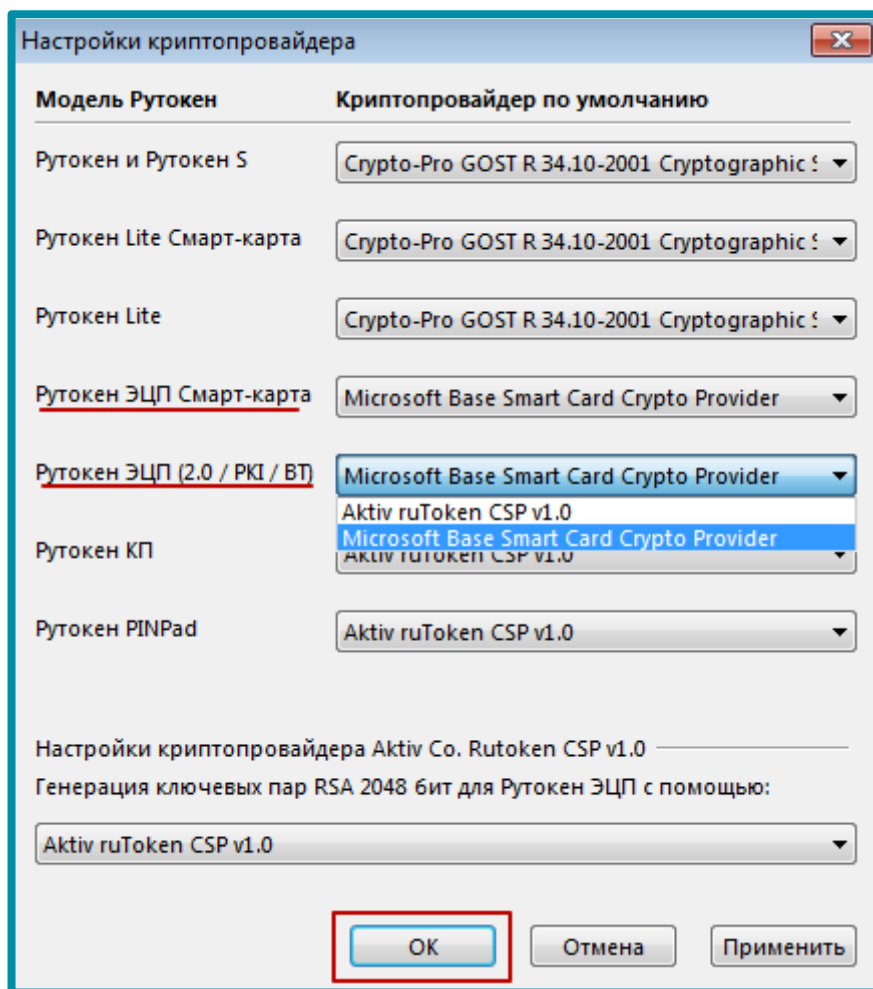 Настройки криптопровайдера
Модель Рутокен Криптопровайдер по умолчанию
Рутокен и Рутокен S Crypto-Pro GOST R 34.10-2001 Cryptographic
Рутокен Lite Смарт-карта Crypto-Pro GOST R 34.10-2001 Cryptographic
Рутокен Lite Crypto-Pro GOST R 34.10-2001 Cryptographic
Рутокен ЭЦП Смарт-карта Microsoft Base Smart Card Crypto Provider
Рутокен ЭЦП (2.0 / PKI / BT) Microsoft Base Smart Card Crypto Provider
Aktiv ruToken CSP v1.0
Microsoft Base Smart Card Crypto Provider
Рутокен КП Aktiv ruToken CSP v1.0
Рутокен PINPad Aktiv ruToken CSP v1.0
Настройки криптопровайдера Aktiv Co. Rutoken CSP v1.0
Генерация ключевых пар RSA 2048 бит для Рутокен ЭЦП с помощью:
Aktiv ruToken CSP v1.0
ОК Отмена Применить